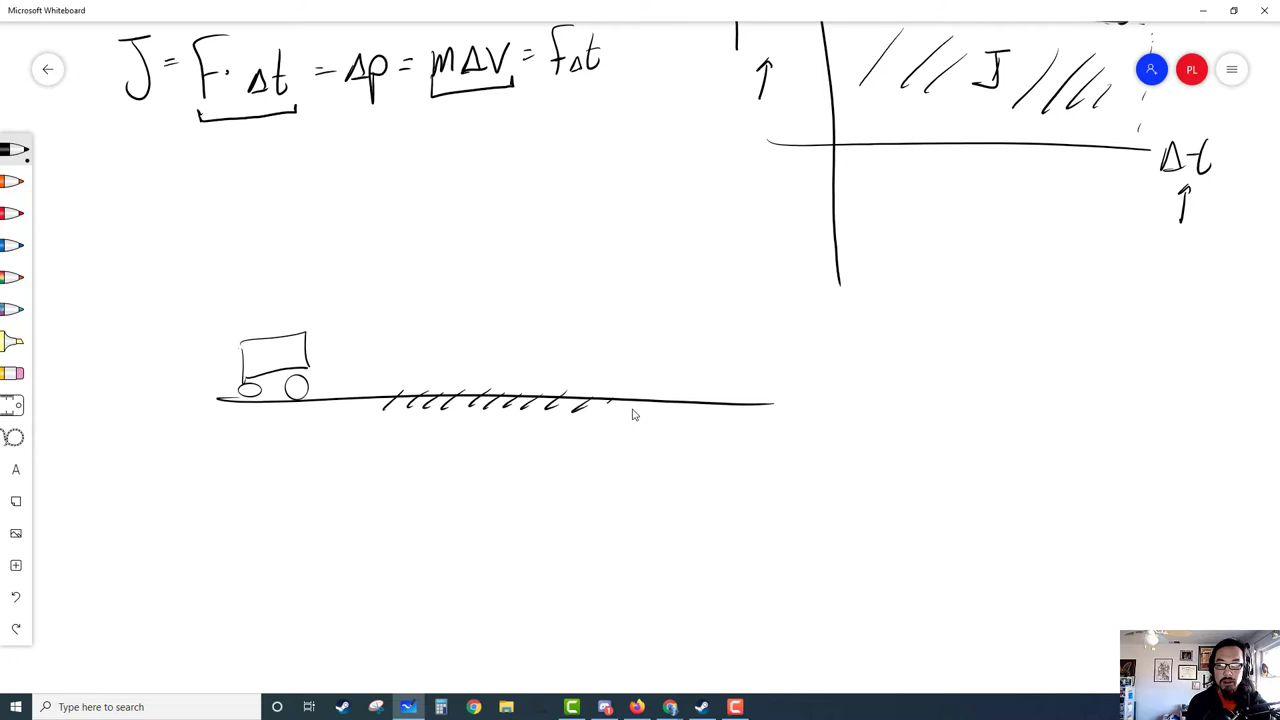 Microsoft Whiteboard
J = F · Δt = Δp = mΔV = fΔt
J
Δt
PL
A
Type here to search